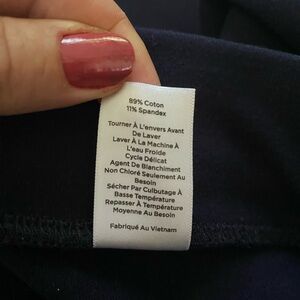 89% Coton
11% Spandex
Tourner À L'envers Avant
De Laver
Laver À La Machine À
L'eau Froide
Cycle Délicat
Agent De Blanchiment
Non Chloré Seulement Au
Besoin
Sécher Par Culbutage À
Basse Température
Repasser À Température
Moyenne Au Besoin
Fabriqué Au Vietnam